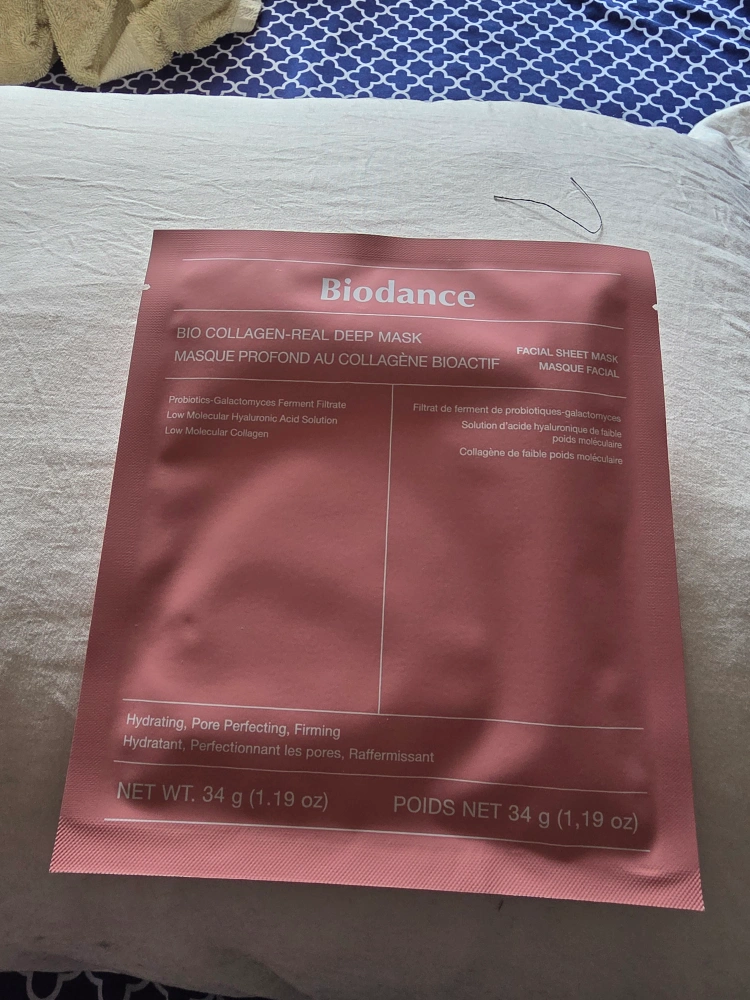 Biodance
BIO COLLAGEN-REAL DEEP MASK
MASQUE PROFOND AU COLLAGÈNE BIOACTIF
FACIAL SHEET MASK
MASQUE FACIAL
Probiotics-Galactomyces Ferment Filtrate
Low Molecular Hyaluronic Acid Solution
Low Molecular Collagen
Filtrat de ferment de probiotiques-galactomyces
Solution d'acide hyaluronique de faible
poids moléculaire
Collagène de faible poids moléculaire
Hydrating, Pore Perfecting, Firming
Hydratant, Perfectionnant les pores, Raffermissant
NET WT. 34 g (1.19 oz)
POIDS NET 34 g (1,19 oz)